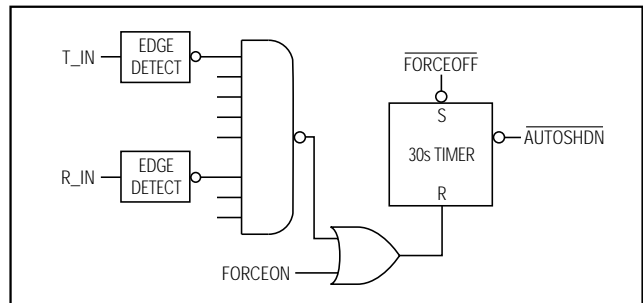 T_IN
EDGE
DETECT
R_IN
EDGE
DETECT
FORCEON
FORCEOFF
S
30s TIMER
R
AUTOSHDN